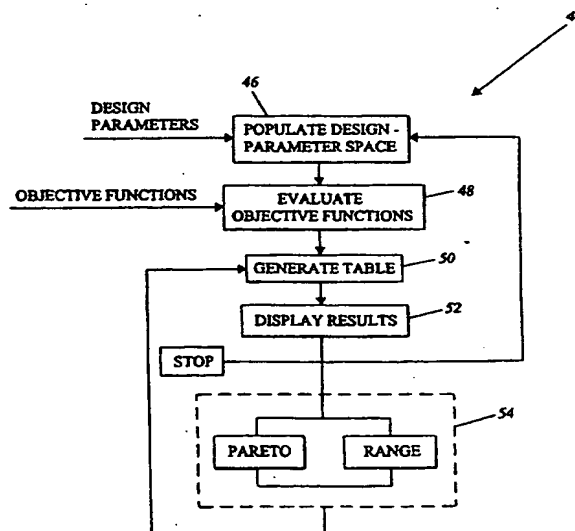 4
46
DESIGN
PARAMETERS
POPULATE DESIGN -
PARAMETER SPACE
OBJECTIVE FUNCTIONS
EVALUATE
OBJECTIVE FUNCTIONS
48
GENERATE TABLE
50
DISPLAY RESULTS
52
STOP
54
PARETO
RANGE